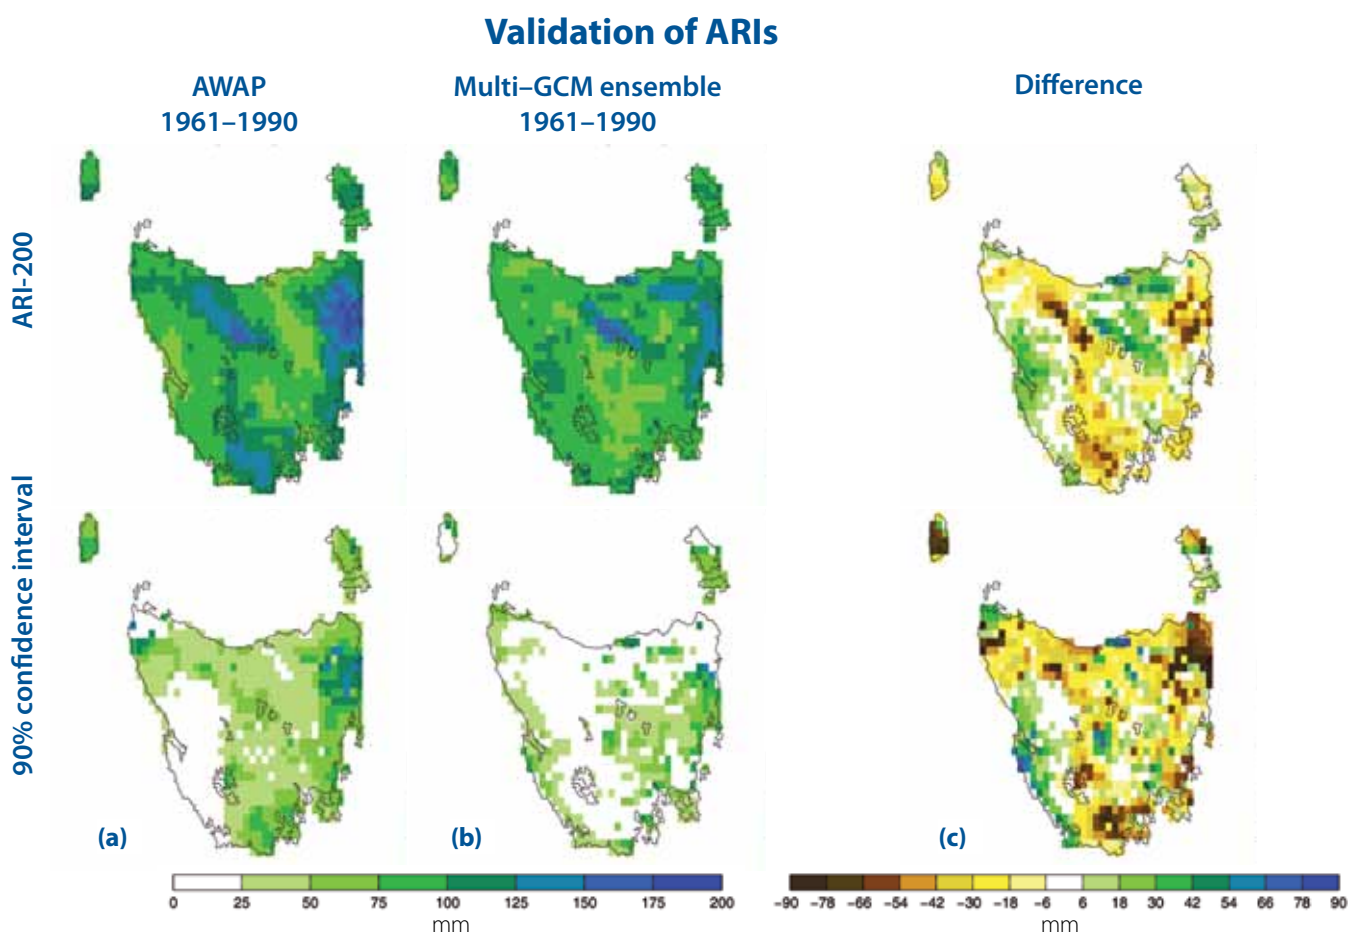 Validation of ARIs
AWAP
1961–1990
Multi–GCM ensemble
1961–1990
Difference
ARI-200
90% confidence interval
(a)
(b)
(c)
0 25 50 75 100 125 150 175 200
mm
-90 -78 -66 -54 -42 -30 -18 -6 6 18 30 42 54 66 78 90
mm